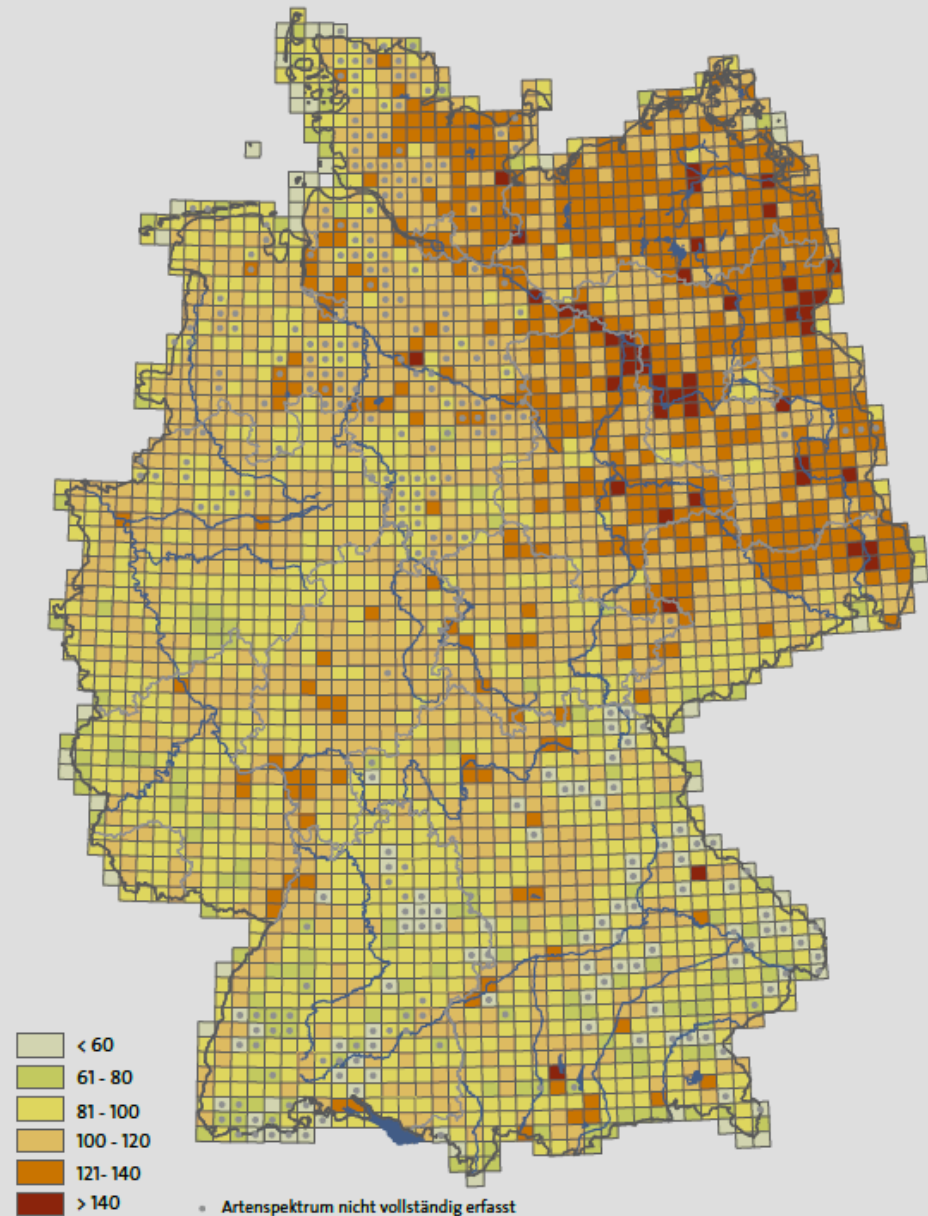 < 60
61 - 80
81 - 100
100 - 120
121- 140
> 140
Artenspektrum nicht vollständig erfasst